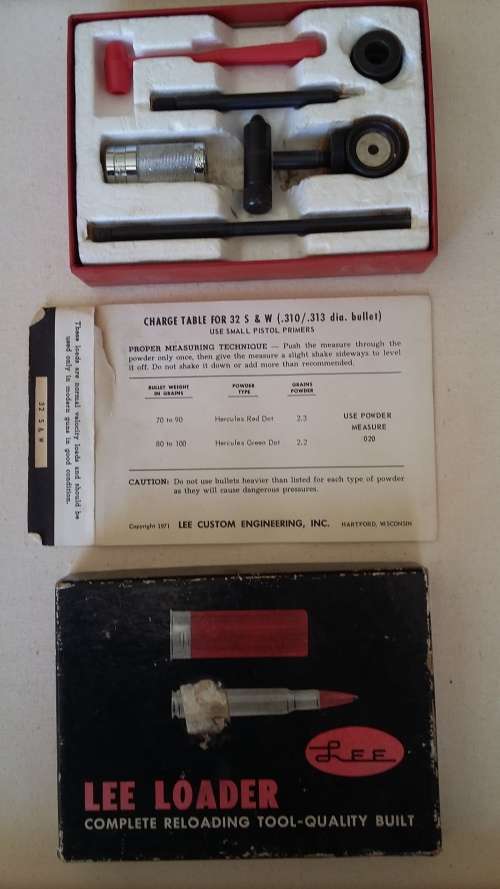 CHARGE TABLE FOR 32 S & W (.310/.313 dia. bullet)
USE SMALL PISTOL PRIMERS
PROPER MEASURING TECHNIQUE — Push the measure through the
powder only once, then give the measure a slight shake sideways to level
it off. Do not shake it down or add more than recommended.
BULLET WEIGHT IN GRAINS POWDER TYPE GRAINS POWDER
70 to 90 Hercules Red Dot 2.3
80 to 100 Hercules Green Dot 2.2
USE POWDER
MEASURE
020
CAUTION: Do not use bullets heavier than listed for each type of powder
as they will cause dangerous pressures.
Copyright 1971 LEE CUSTOM ENGINEERING, INC. HARTFORD, WISCONSIN
These loads are normal velocity loads and should be
used only in modern guns in good condition.
32 S & W
LEE
LEE LOADER
COMPLETE RELOADING TOOL-QUALITY BUILT